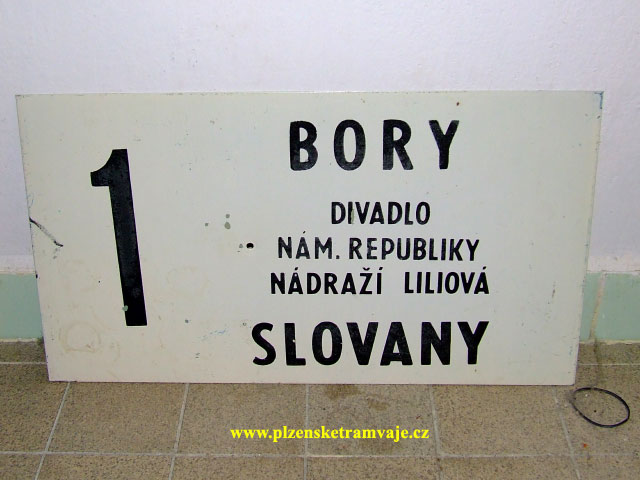 1
BORY
DIVADLO
NÁM. REPUBLIKY
NÁDRAŽÍ LILIOVÁ
SLOVANY
www.plzensketramvaje.cz